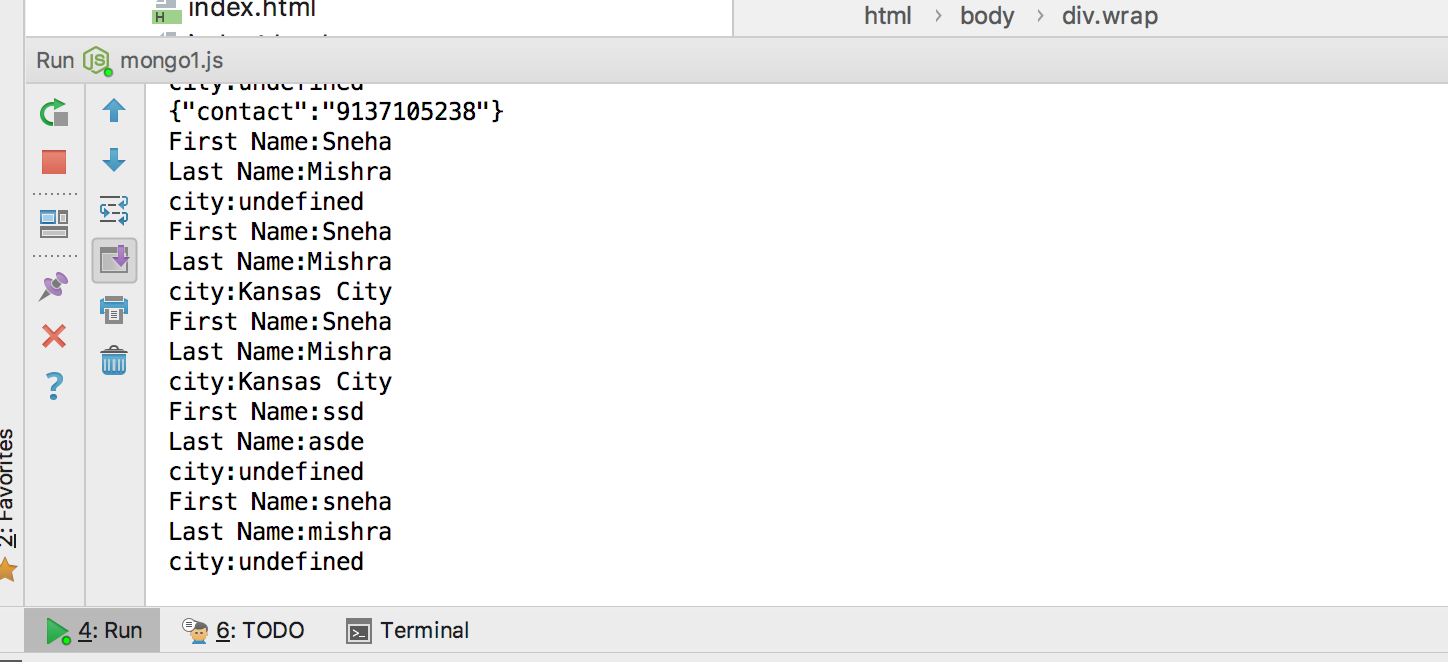 index.html
html > body > div.wrap
Run mongo1.js
city:undefined
{"contact":"9137105238"}
First Name:Sneha
Last Name:Mishra
city:undefined
First Name:Sneha
Last Name:Mishra
city:Kansas City
First Name:Sneha
Last Name:Mishra
city:Kansas City
First Name:ssd
Last Name:asde
city:undefined
First Name:sneha
Last Name:mishra
city:undefined
2: Favorites
4: Run
6: TODO
Terminal